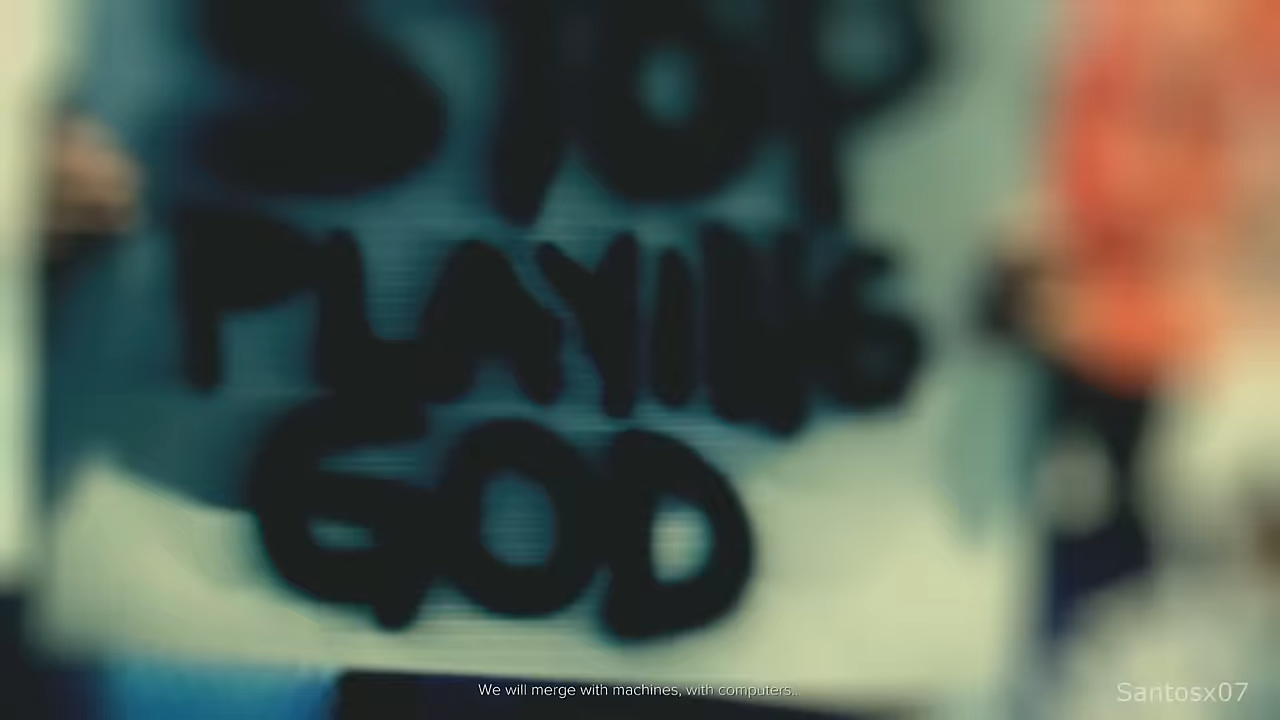 STOP
PLAYING
GOD
We will merge with machines, with computers..
Santosx07